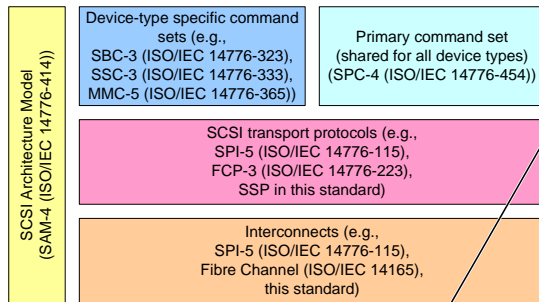 SCSI Architecture Model
(SAM-4 (ISO/IEC 14776-414))
Device-type specific command
sets (e.g.,
SBC-3 (ISO/IEC 14776-323),
SSC-3 (ISO/IEC 14776-333),
MMC-5 (ISO/IEC 14776-365))
Primary command set
(shared for all device types)
(SPC-4 (ISO/IEC 14776-454))
SCSI transport protocols (e.g.,
SPI-5 (ISO/IEC 14776-115),
FCP-3 (ISO/IEC 14776-223),
SSP in this standard)
Interconnects (e.g.,
SPI-5 (ISO/IEC 14776-115),
Fibre Channel (ISO/IEC 14165),
this standard)